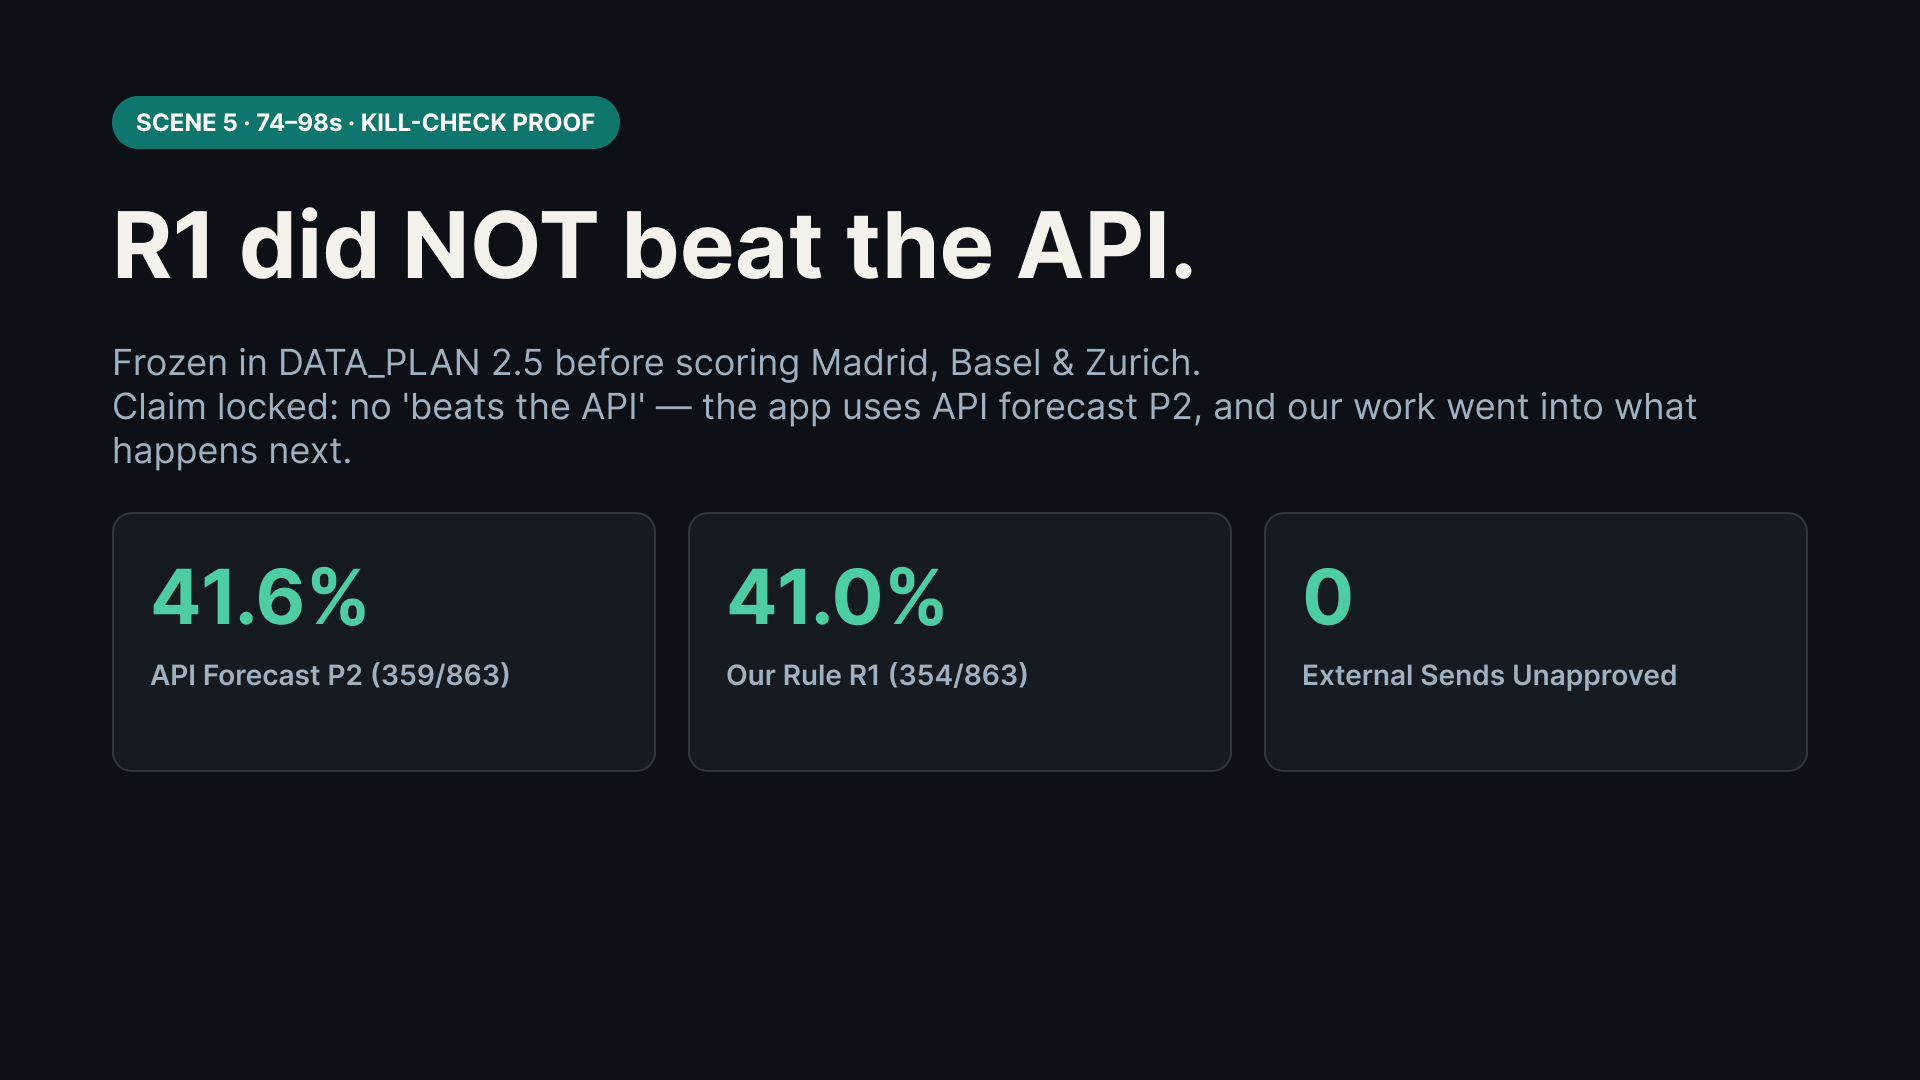 SCENE 5 · 74–98s · KILL-CHECK PROOF
R1 did NOT beat the API.
Frozen in DATA_PLAN 2.5 before scoring Madrid, Basel & Zurich.
Claim locked: no 'beats the API' — the app uses API forecast P2, and our work went into what
happens next.
41.6%
API Forecast P2 (359/863)
41.0%
Our Rule R1 (354/863)
0
External Sends Unapproved